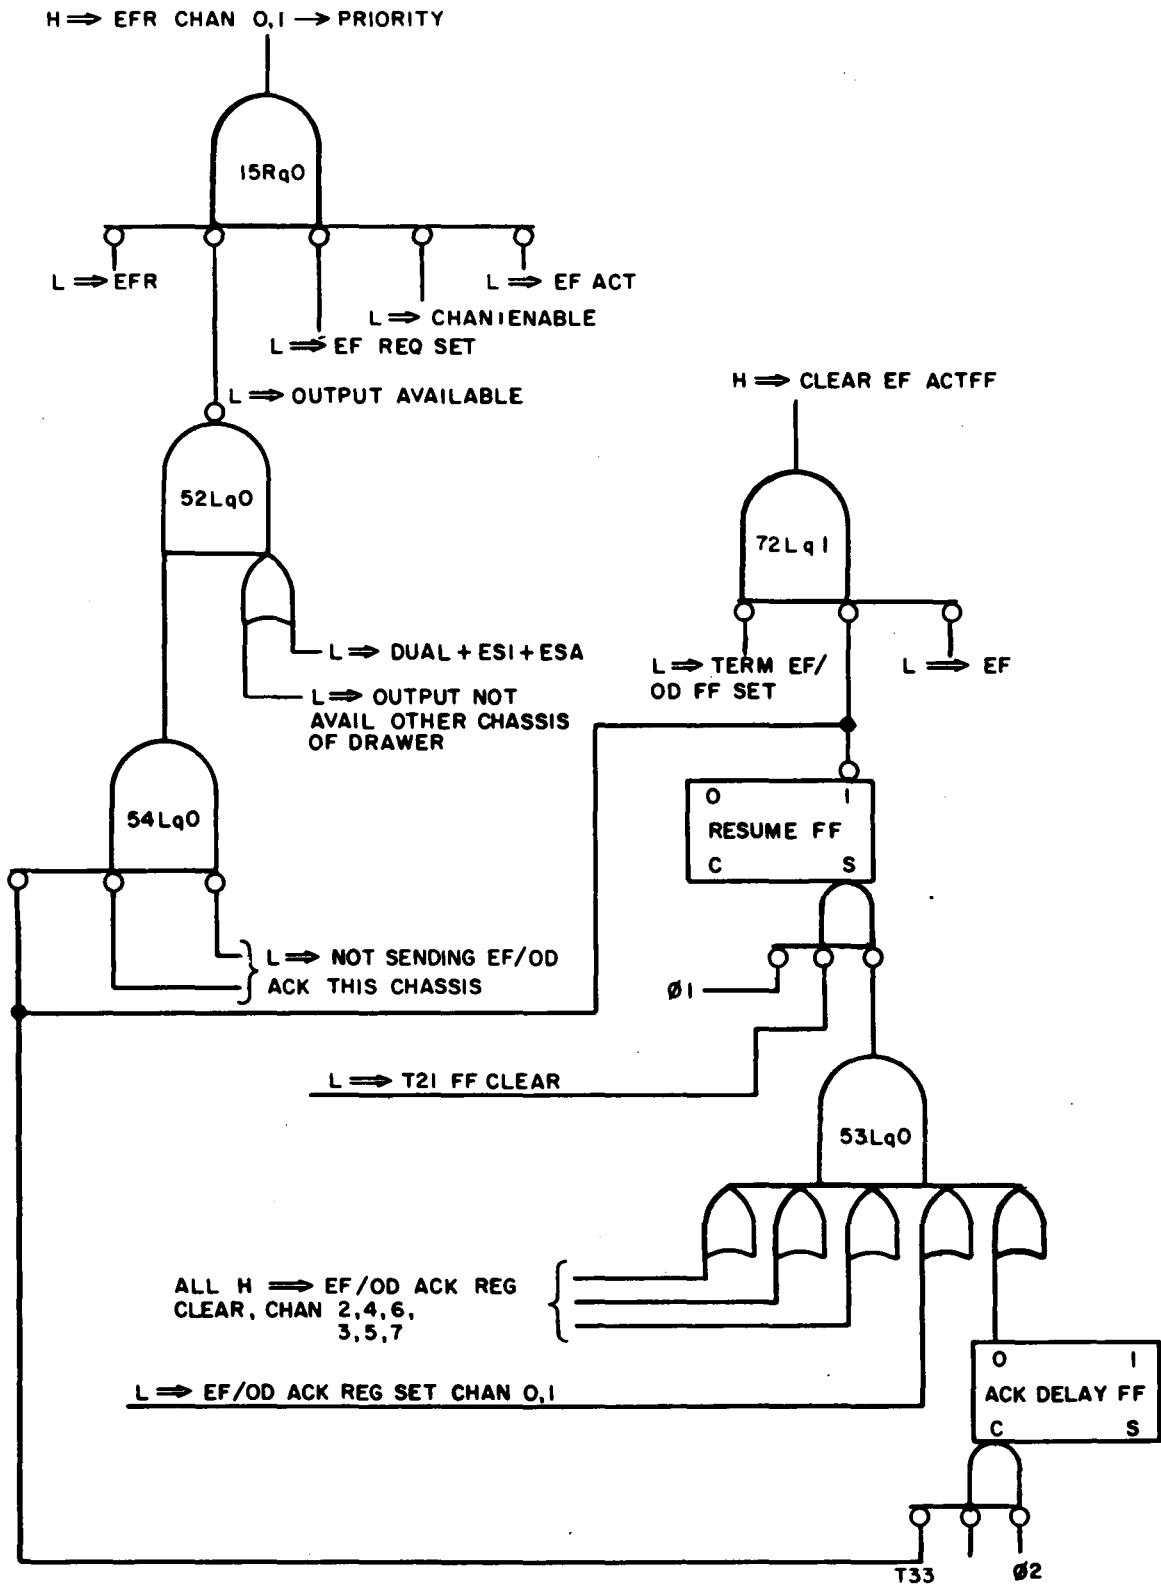 H ⇒ EFR CHAN 0,1 → PRIORITY
15Rq0
L ⇒ EFR
L ⇒ EF ACT
L ⇒ CHAN 1 ENABLE
L ⇒ EF REQ SET
L ⇒ OUTPUT AVAILABLE
52Lq0
L ⇒ DUAL + ESI + ESA
L ⇒ OUTPUT NOT
AVAIL OTHER CHASSIS
OF DRAWER
54Lq0
L ⇒ NOT SENDING EF/OD
ACK THIS CHASSIS
H ⇒ CLEAR EF ACTFF
72Lq1
L ⇒ TERM EF/
OD FF SET
L ⇒ EF
0 1
RESUME FF
C S
Ø1
L ⇒ T21 FF CLEAR
53Lq0
ALL H ⇒ EF/OD ACK REG
CLEAR, CHAN 2,4,6,
3,5,7
L ⇒ EF/OD ACK REG SET CHAN 0,1
0 1
ACK DELAY FF
C S
T33
Ø2